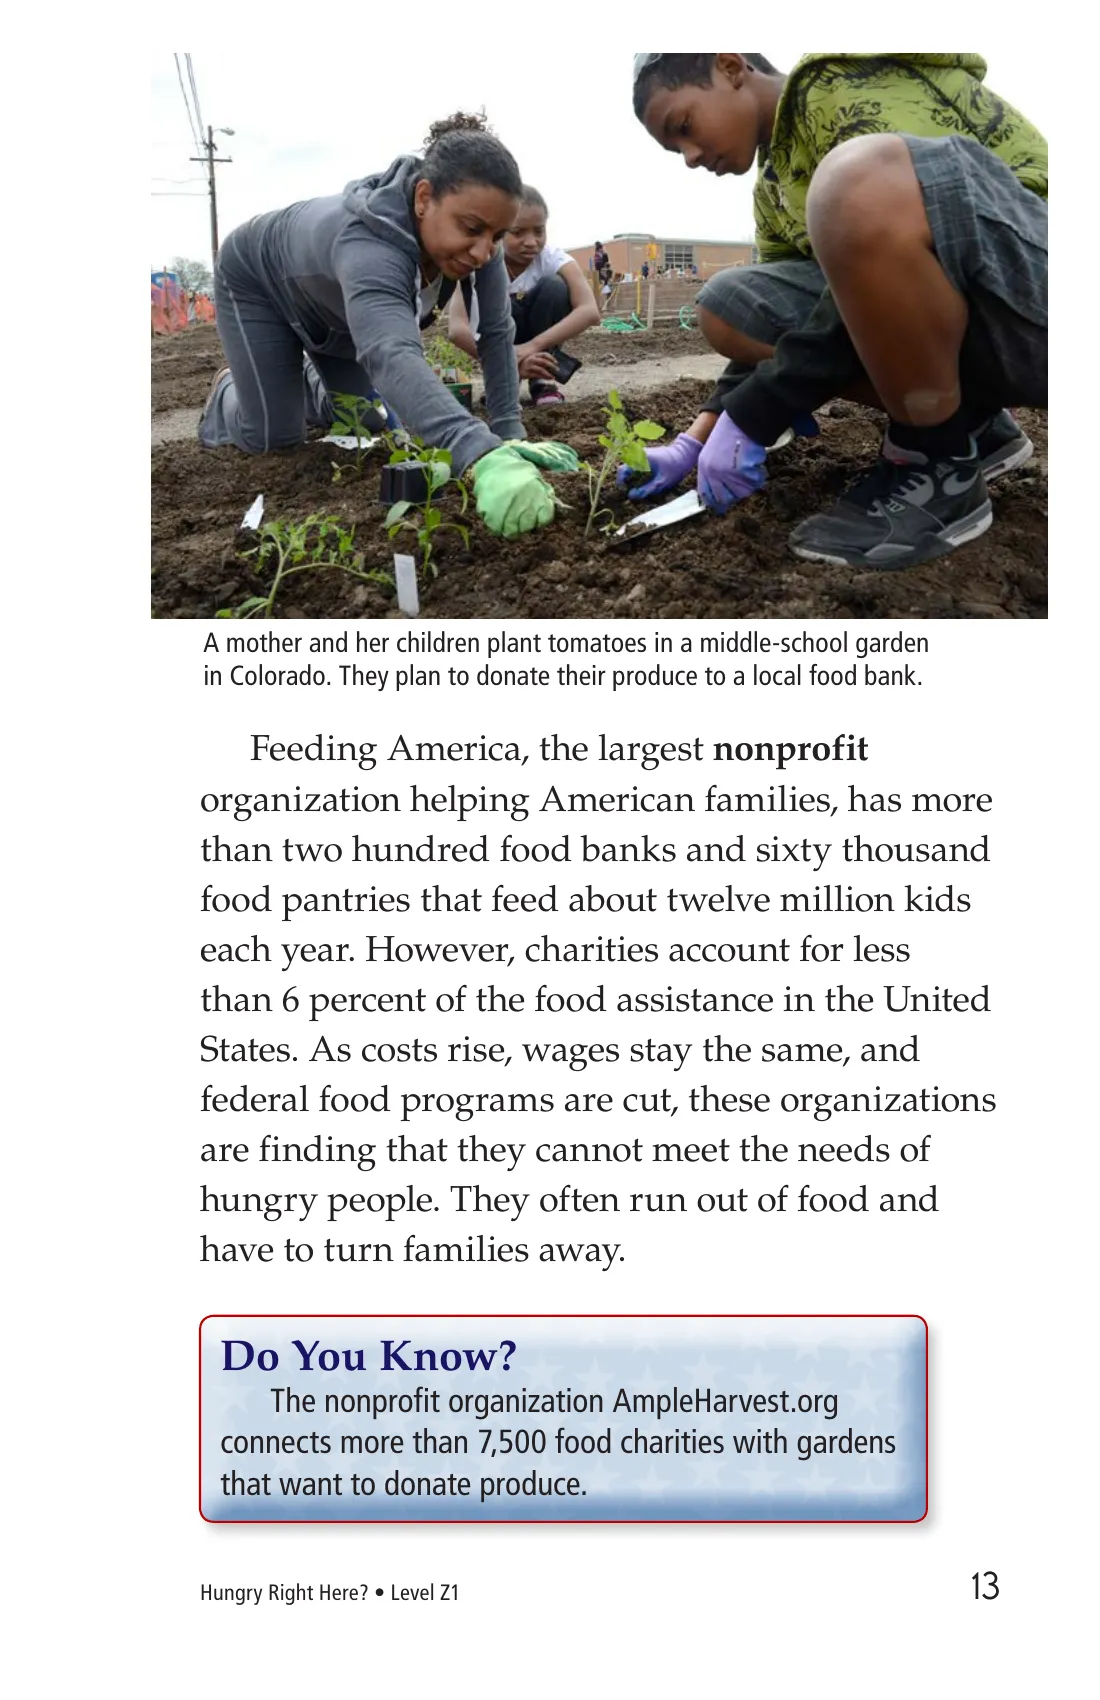 A mother and her children plant tomatoes in a middle-school garden
in Colorado. They plan to donate their produce to a local food bank.
Feeding America, the largest nonprofit
organization helping American families, has more
than two hundred food banks and sixty thousand
food pantries that feed about twelve million kids
each year. However, charities account for less
than 6 percent of the food assistance in the United
States. As costs rise, wages stay the same, and
federal food programs are cut, these organizations
are finding that they cannot meet the needs of
hungry people. They often run out of food and
have to turn families away.
Do You Know?
The nonprofit organization AmpleHarvest.org
connects more than 7,500 food charities with gardens
that want to donate produce.
Hungry Right Here? • Level Z1
13